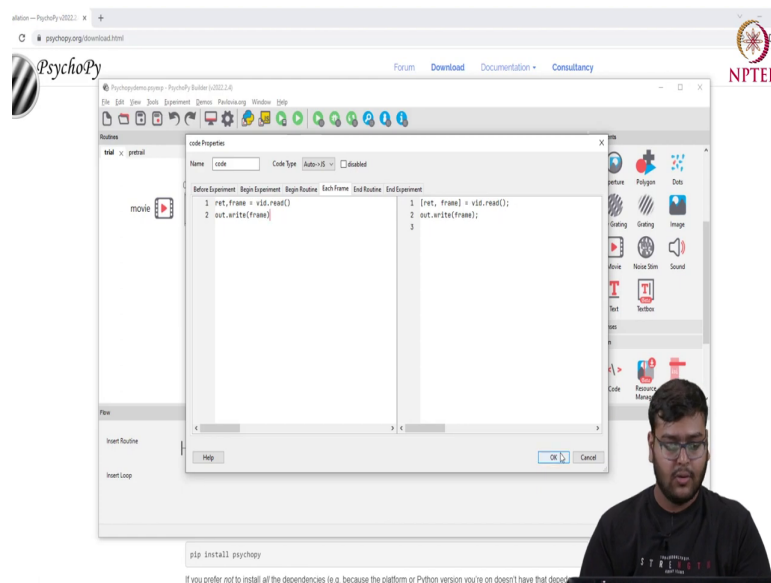 allation — PsychoPy v2022.2. x +
psychopy.org/download.html
PsychoPy
Forum Download Documentation Consultancy
NPTEL
Psychopydemo.psyexp - PsychoPy Builder (v2022.2.4)
File Edit View Tools Experiment Demos Pavlovia.org Window Help
Routines
trial x pretrail
movie
code Properties X
Name code Code Type Auto->JS disabled
Before Experiment Begin Experiment Begin Routine Each Frame End Routine End Experiment
1 ret,frame = vid.read()
2 out.write(frame)
1 [ret, frame] = vid.read();
2 out.write(frame);
3
Help OK Cancel
Polygon Dots
Grating Grating Image
Movie Noise Stim Sound
Text Textbox
Code Resource
Flow
Insert Routine
Insert Loop
STRENGTH
pip install psychopy
If you prefer not to install all the dependencies (e.g. because the platform or Python version you're on doesn't have that